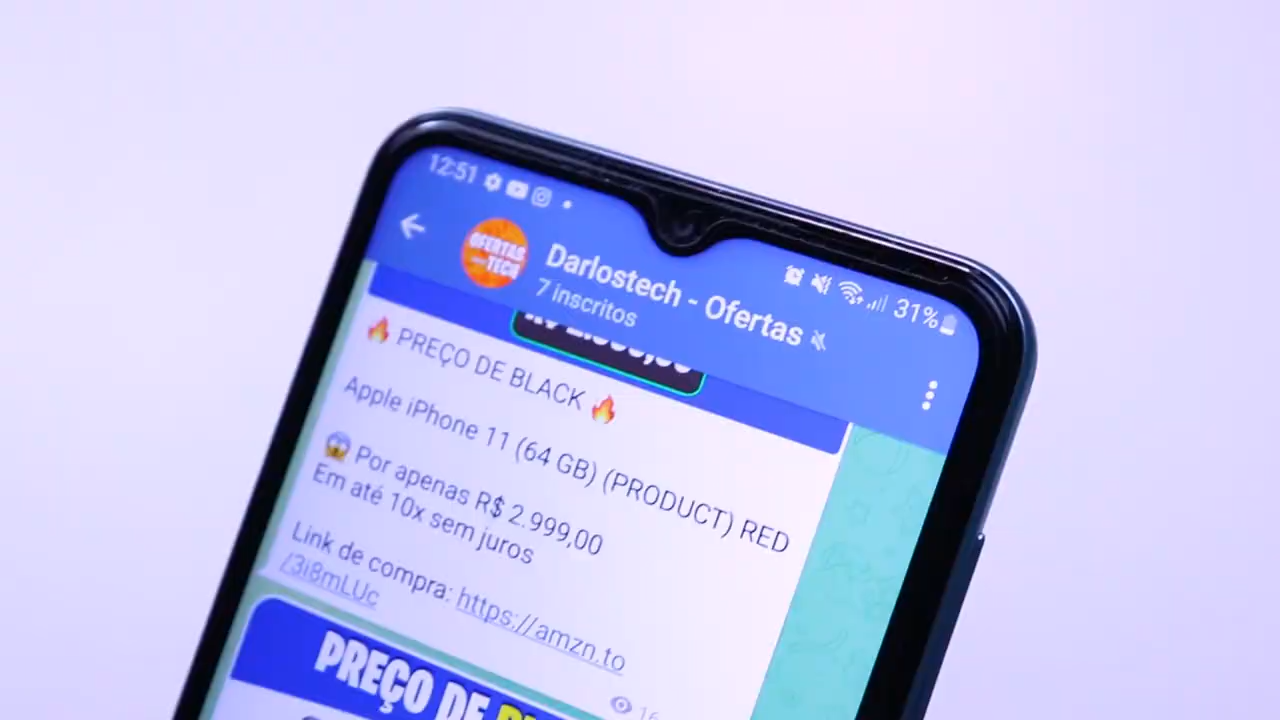 12:51
31%
OFERTAS
TECH
Darlostech - Ofertas
7 inscritos
🔥 PREÇO DE BLACK 🔥
Apple iPhone 11 (64 GB) (PRODUCT) RED
😱 Por apenas R$ 2.999,00
Em até 10x sem juros
Link de compra: https://amzn.to
/3i8mLUc
16
PREÇO DE